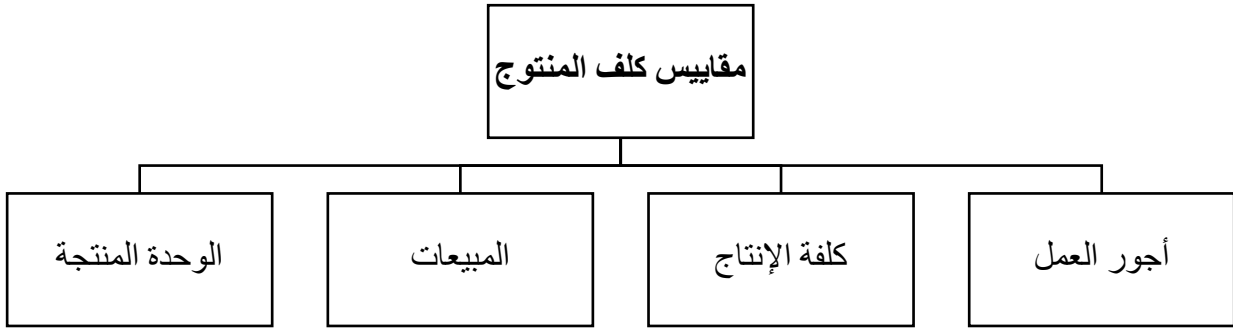 مقاييس كلف المنتوج
أجور العمل
كلفة الإنتاج
المبيعات
الوحدة المنتجة